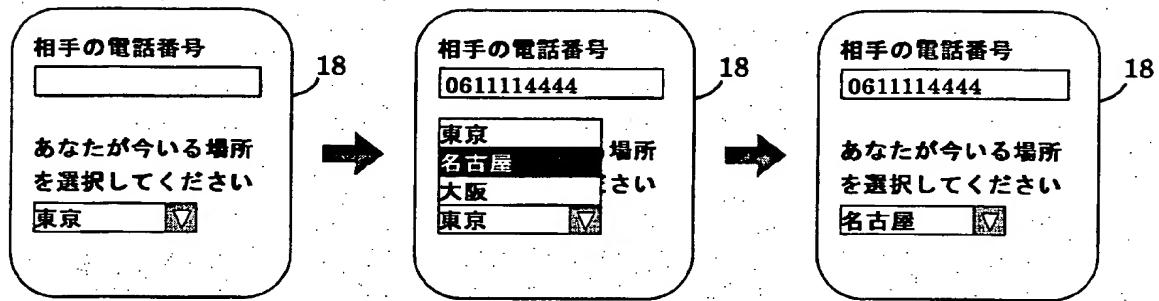 相手の電話番号
18
あなたが今いる場所
を選択してください
東京
相手の電話番号
0611114444
18
東京
名古屋
大阪
東京
場所
さい
相手の電話番号
0611114444
18
あなたが今いる場所
を選択してください
名古屋